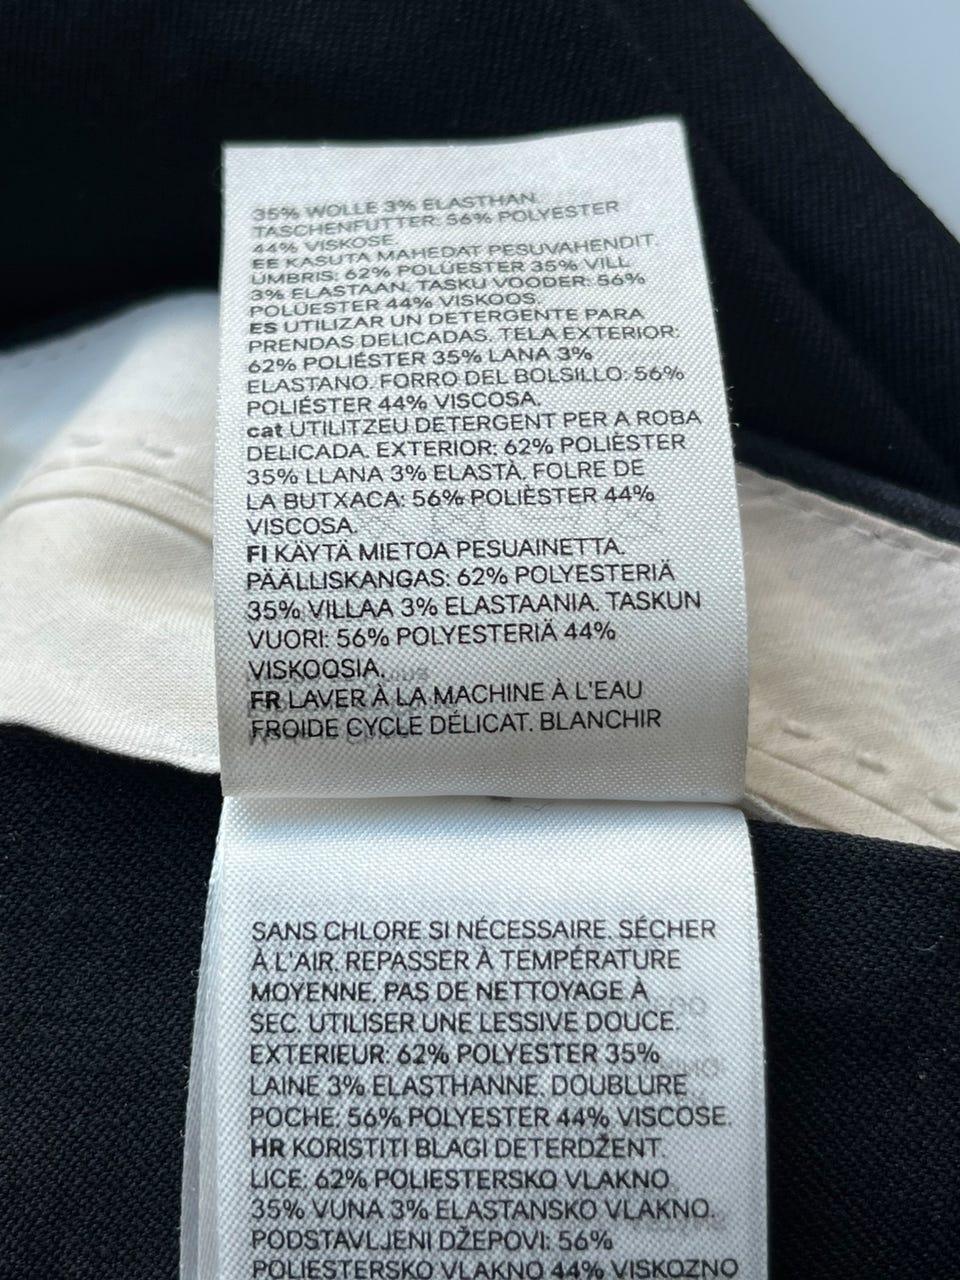 35% WOLLE 3% ELASTHAN.
TASCHENFUTTER: 56% POLYESTER
44% VISKOSE.
EE KASUTA MAHEDAT PESUVAHENDIT.
ÜMBRIS: 62% POLÜESTER 35% VILL
3% ELASTAAN. TASKU VOODER: 56%
POLÜESTER 44% VISKOOS.
ES UTILIZAR UN DETERGENTE PARA
PRENDAS DELICADAS. TELA EXTERIOR:
62% POLIÉSTER 35% LANA 3%
ELASTANO. FORRO DEL BOLSILLO: 56%
POLIÉSTER 44% VISCOSA.
cat UTILITZEU DETERGENT PER A ROBA
DELICADA. EXTERIOR: 62% POLIÈSTER
35% LLANA 3% ELASTÀ. FOLRE DE
LA BUTXACA: 56% POLIÈSTER 44%
VISCOSA.
FI KÄYTÄ MIETOA PESUAINETTA.
PÄÄLLISKANGAS: 62% POLYESTERIÄ
35% VILLAA 3% ELASTAANIA. TASKUN
VUORI: 56% POLYESTERIÄ 44%
VISKOOSIA.
FR LAVER À LA MACHINE À L'EAU
FROIDE CYCLE DÉLICAT. BLANCHIR
SANS CHLORE SI NÉCESSAIRE. SÉCHER
À L'AIR. REPASSER À TEMPÉRATURE
MOYENNE. PAS DE NETTOYAGE À
SEC. UTILISER UNE LESSIVE DOUCE.
EXTERIEUR: 62% POLYESTER 35%
LAINE 3% ELASTHANNE. DOUBLURE
POCHE: 56% POLYESTER 44% VISCOSE.
HR KORISTITI BLAGI DETERDŽENT.
LICE: 62% POLIESTERSKO VLAKNO
35% VUNA 3% ELASTANSKO VLAKNO.
PODSTAVLJENI DŽEPOVI: 56%
POLIESTERSKO VLAKNO 44% VISKOZNO